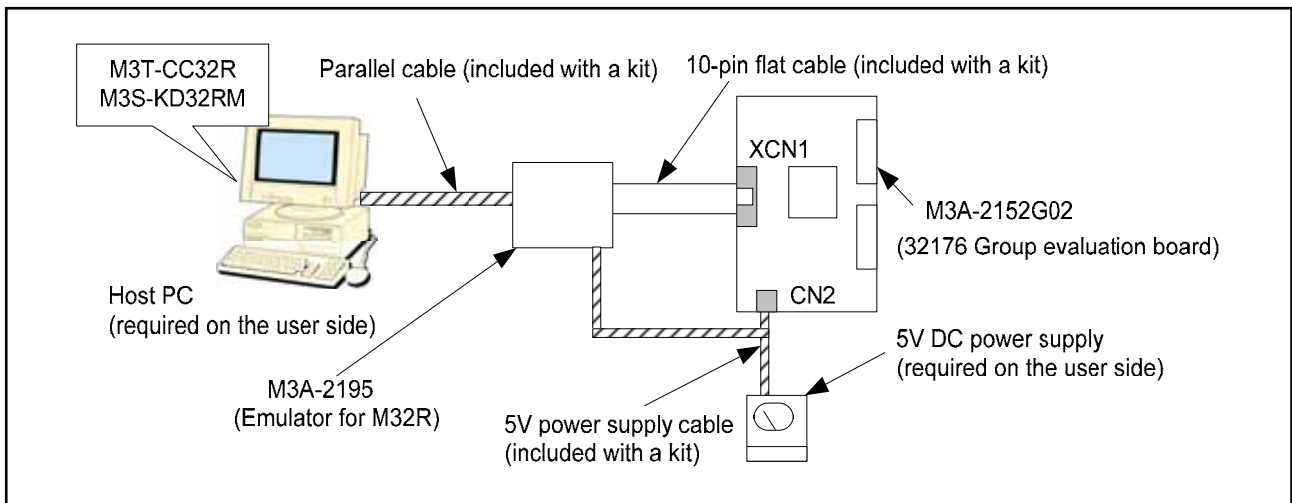 M3T-CC32R
M3S-KD32RM
Parallel cable (included with a kit)
10-pin flat cable (included with a kit)
XCN1
M3A-2152G02
(32176 Group evaluation board)
Host PC
(required on the user side)
CN2
5V DC power supply
(required on the user side)
M3A-2195
(Emulator for M32R)
5V power supply cable
(included with a kit)